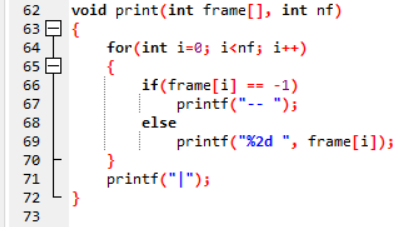 62 void print(int frame[], int nf)
63 {
64     for(int i=0; i<nf; i++)
65     {
66         if(frame[i] == -1)
67             printf("-- ");
68         else
69             printf("%2d ", frame[i]);
70     }
71     printf("|");
72 }
73